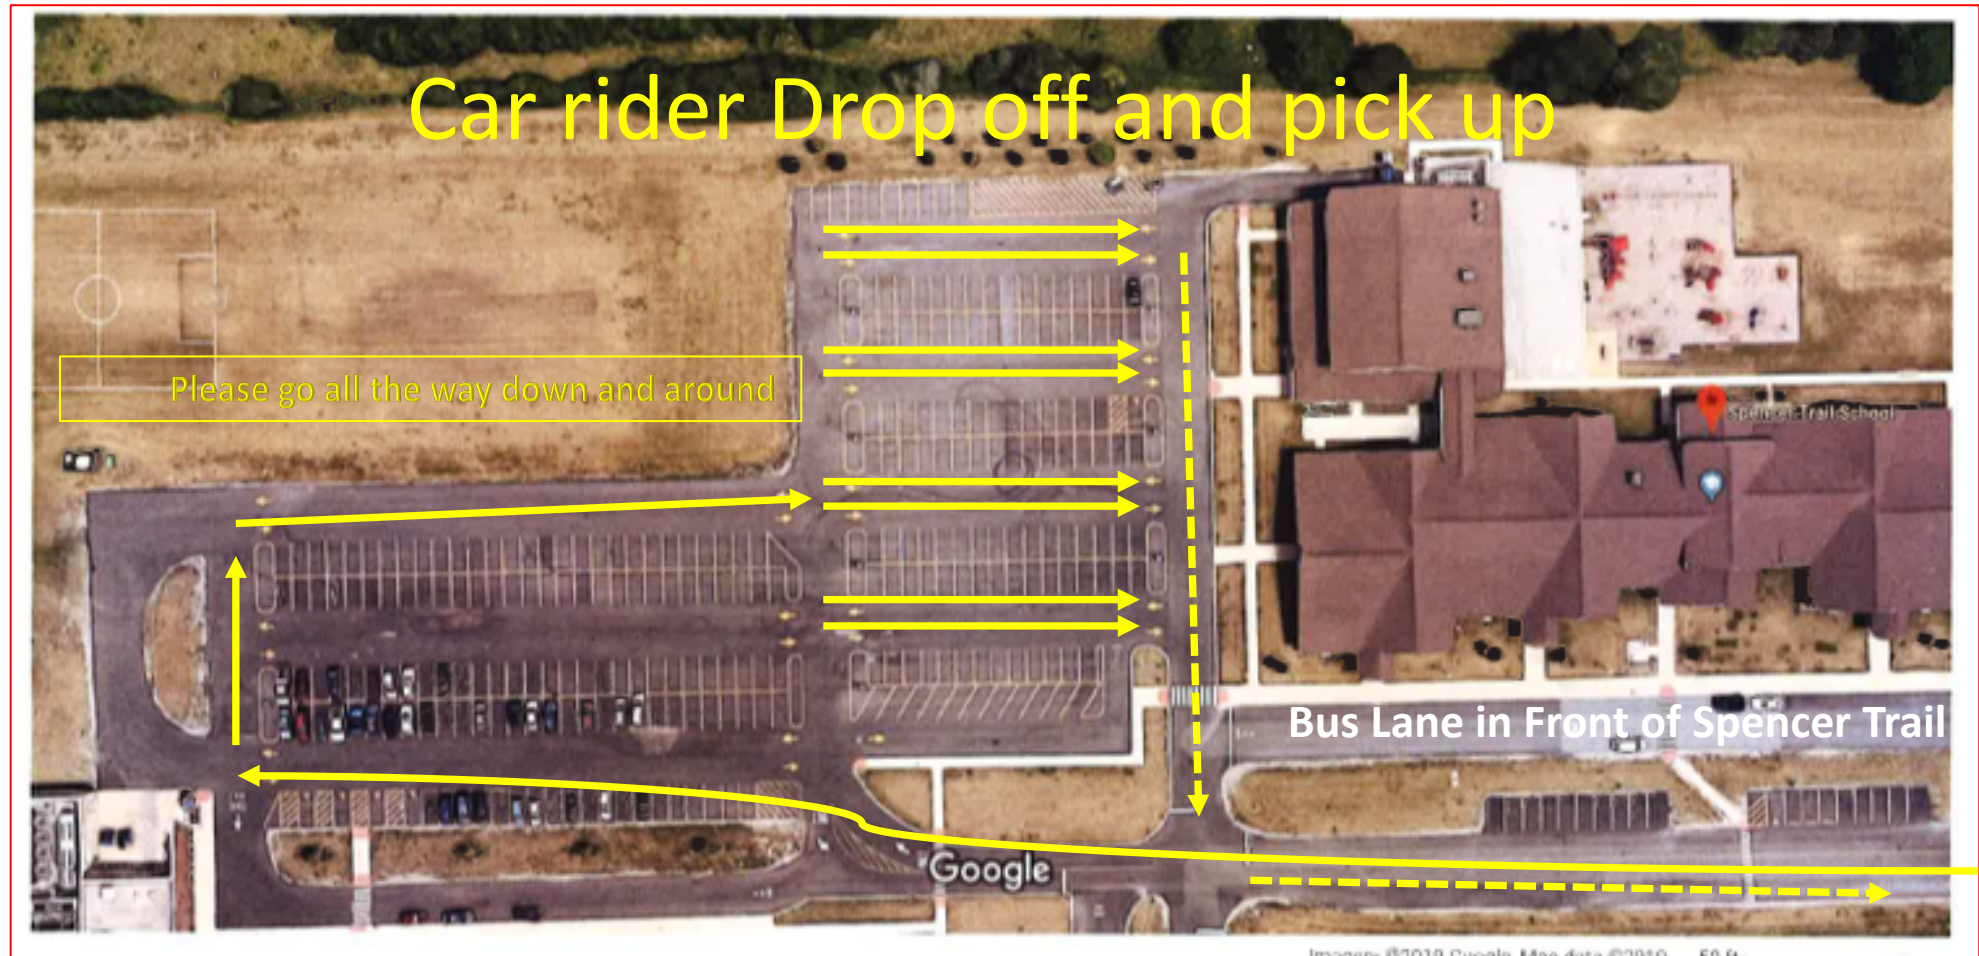 Car rider Drop off and pick up
Please go all the way down and around
Spencer Trail School
Bus Lane in Front of Spencer Trail
Google